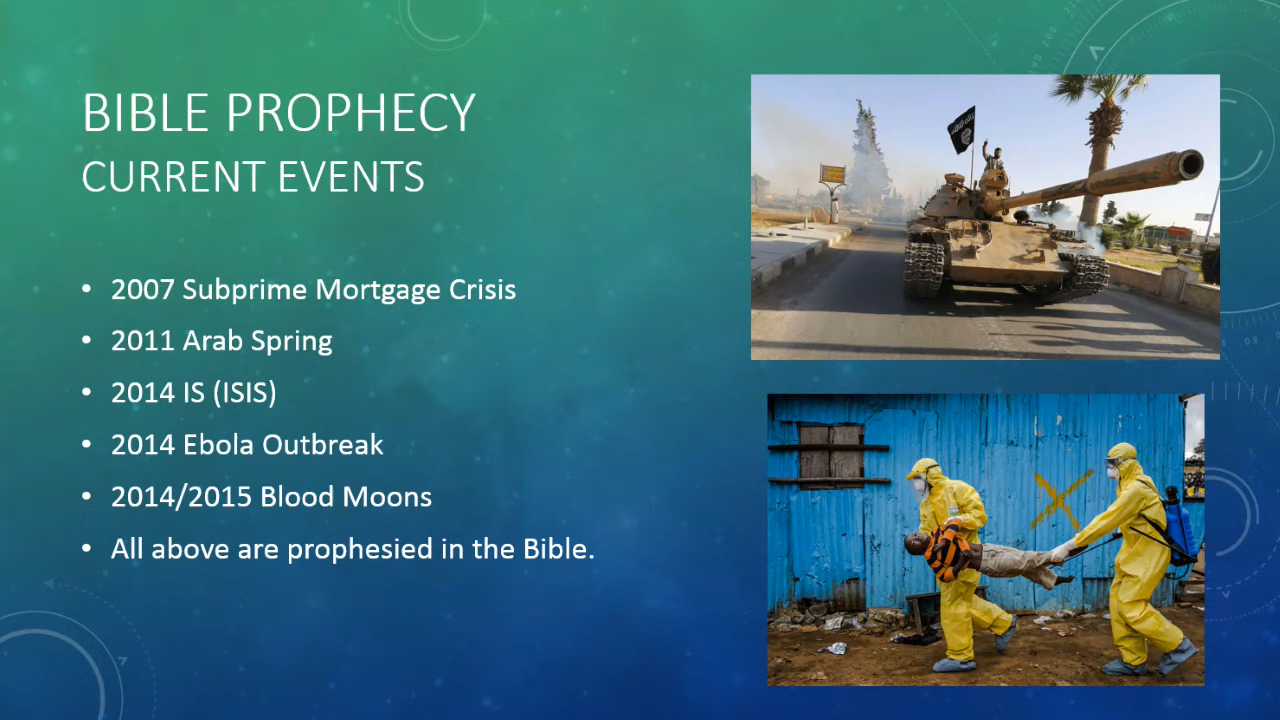 BIBLE PROPHECY
CURRENT EVENTS
• 2007 Subprime Mortgage Crisis
• 2011 Arab Spring
• 2014 IS (ISIS)
• 2014 Ebola Outbreak
• 2014/2015 Blood Moons
• All above are prophesied in the Bible.